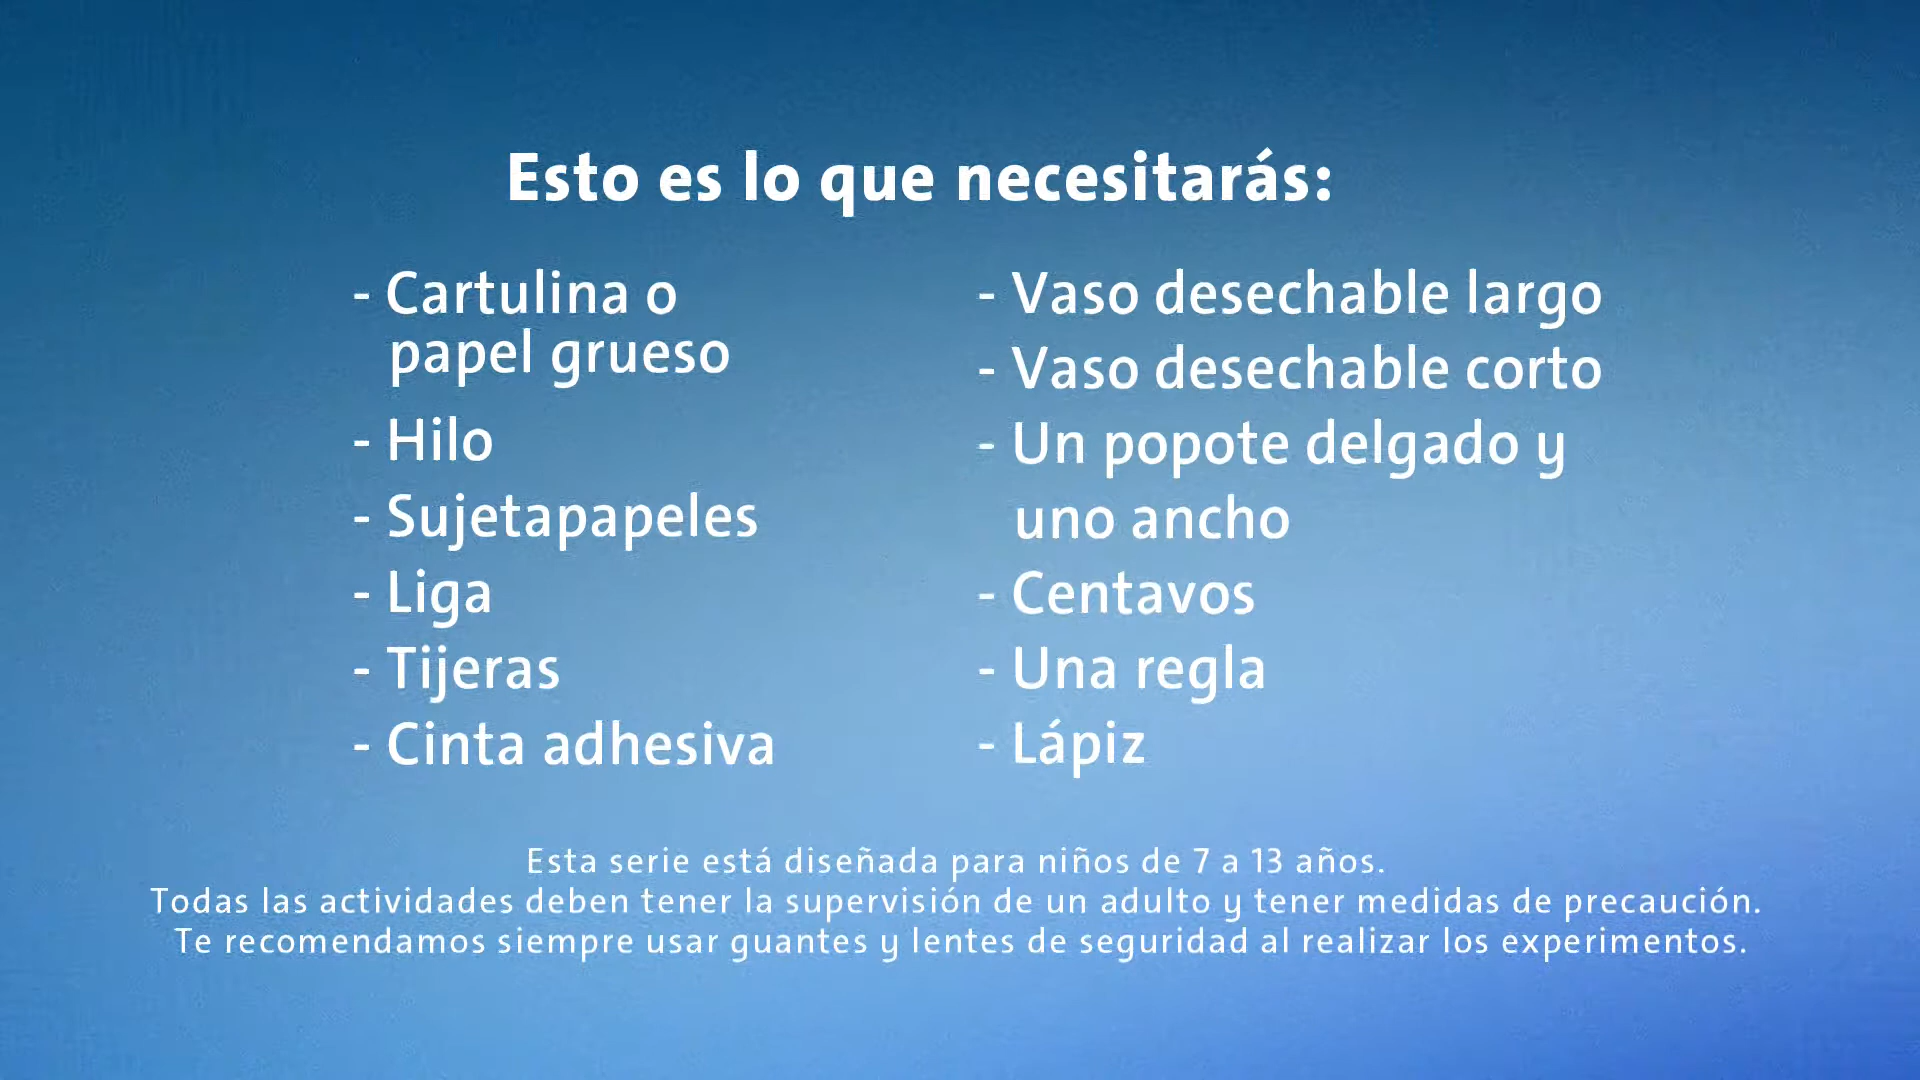 Esto es lo que necesitarás:
- Cartulina o
papel grueso
- Hilo
- Sujetapapeles
- Liga
- Tijeras
- Cinta adhesiva
- Vaso desechable largo
- Vaso desechable corto
- Un popote delgado y
uno ancho
- Centavos
- Una regla
- Lápiz
Esta serie está diseñada para niños de 7 a 13 años.
Todas las actividades deben tener la supervisión de un adulto y tener medidas de precaución.
Te recomendamos siempre usar guantes y lentes de seguridad al realizar los experimentos.